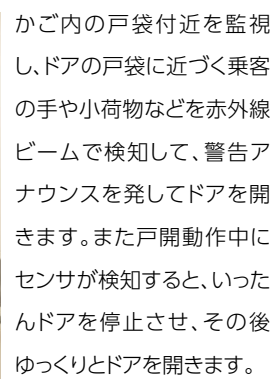 かご内の戸袋付近を監視
し、ドアの戸袋に近づく乗客
の手や小荷物などを赤外線
ビームで検知して、警告ア
ナウンスを発してドアを開
きます。また戸開動作中に
センサが検知すると、いった
んドアを停止させ、その後
ゆっくりとドアを開きます。